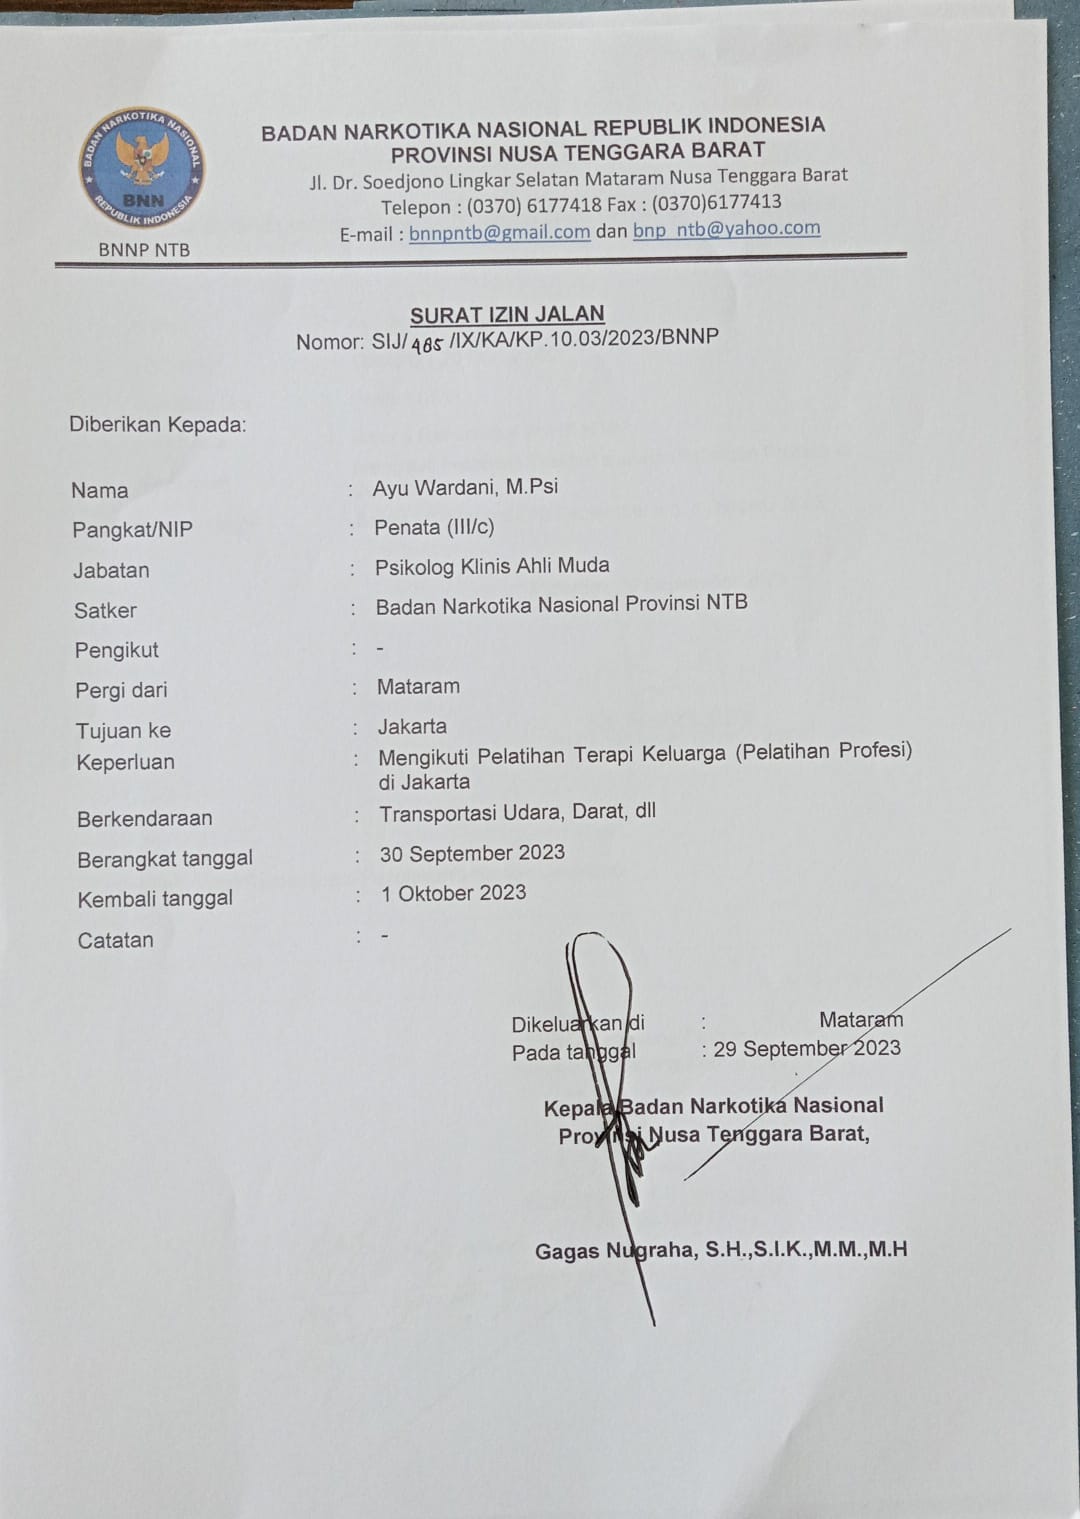 BADAN NARKOTIKA NASIONAL
BNN
REPUBLIK INDONESIA
BNNP NTB
BADAN NARKOTIKA NASIONAL REPUBLIK INDONESIA
PROVINSI NUSA TENGGARA BARAT
Jl. Dr. Soedjono Lingkar Selatan Mataram Nusa Tenggara Barat
Telepon : (0370) 6177418 Fax : (0370)6177413
E-mail : bnnpntb@gmail.com dan bnp_ntb@yahoo.com
SURAT IZIN JALAN
Nomor: SIJ/485/IX/KA/KP.10.03/2023/BNNP
Diberikan Kepada:
Nama : Ayu Wardani, M.Psi
Pangkat/NIP : Penata (III/c)
Jabatan : Psikolog Klinis Ahli Muda
Satker : Badan Narkotika Nasional Provinsi NTB
Pengikut : -
Pergi dari : Mataram
Tujuan ke : Jakarta
Keperluan : Mengikuti Pelatihan Terapi Keluarga (Pelatihan Profesi)
di Jakarta
Berkendaraan : Transportasi Udara, Darat, dll
Berangkat tanggal : 30 September 2023
Kembali tanggal : 1 Oktober 2023
Catatan : -
Dikeluarkan di : Mataram
Pada tanggal : 29 September 2023
Kepala Badan Narkotika Nasional
Provinsi Nusa Tenggara Barat,
Gagas Nugraha, S.H.,S.I.K.,M.M.,M.H